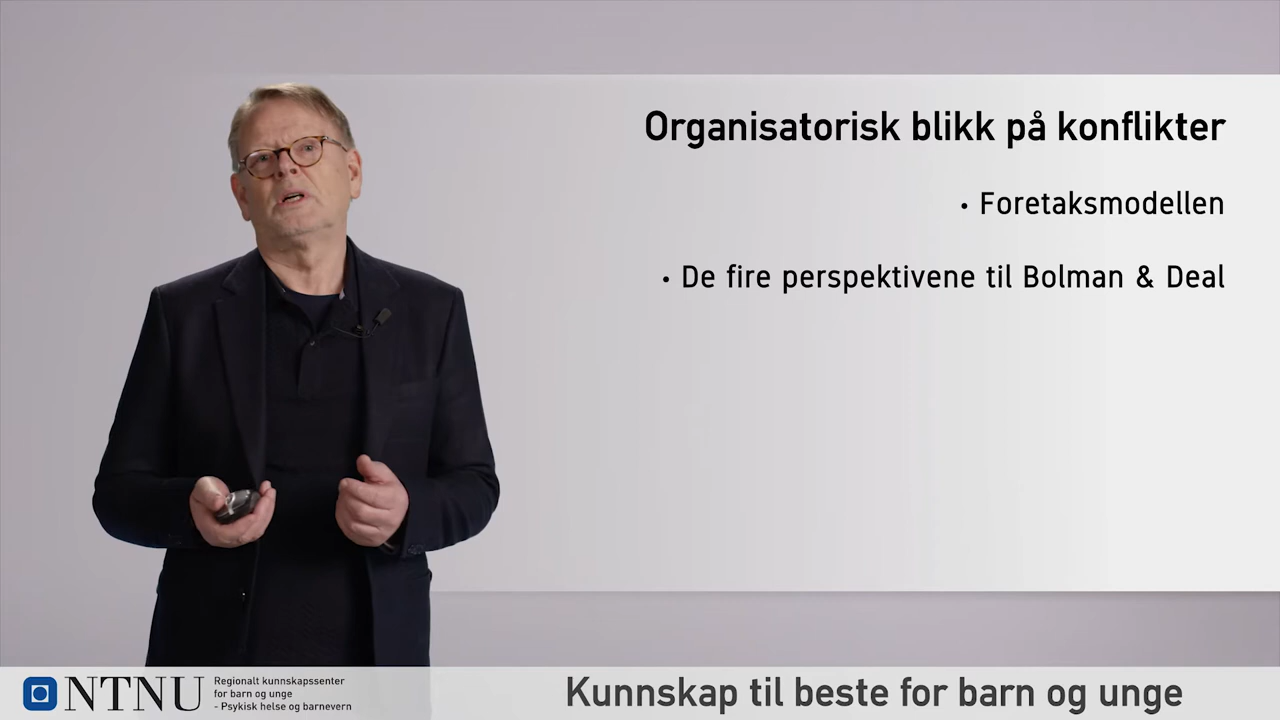 Organisatorisk blikk på konflikter
• Foretaksmodellen
• De fire perspektivene til Bolman & Deal
NTNU
Regionalt kunnskapssenter
for barn og unge
- Psykisk helse og barnevern
Kunnskap til beste for barn og unge